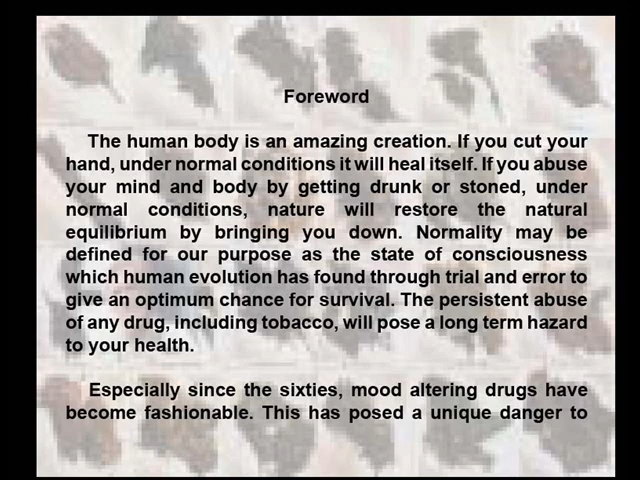 Foreword
The human body is an amazing creation. If you cut your
hand, under normal conditions it will heal itself. If you abuse
your mind and body by getting drunk or stoned, under
normal conditions, nature will restore the natural
equilibrium by bringing you down. Normality may be
defined for our purpose as the state of consciousness
which human evolution has found through trial and error to
give an optimum chance for survival. The persistent abuse
of any drug, including tobacco, will pose a long term hazard
to your health.
Especially since the sixties, mood altering drugs have
become fashionable. This has posed a unique danger to